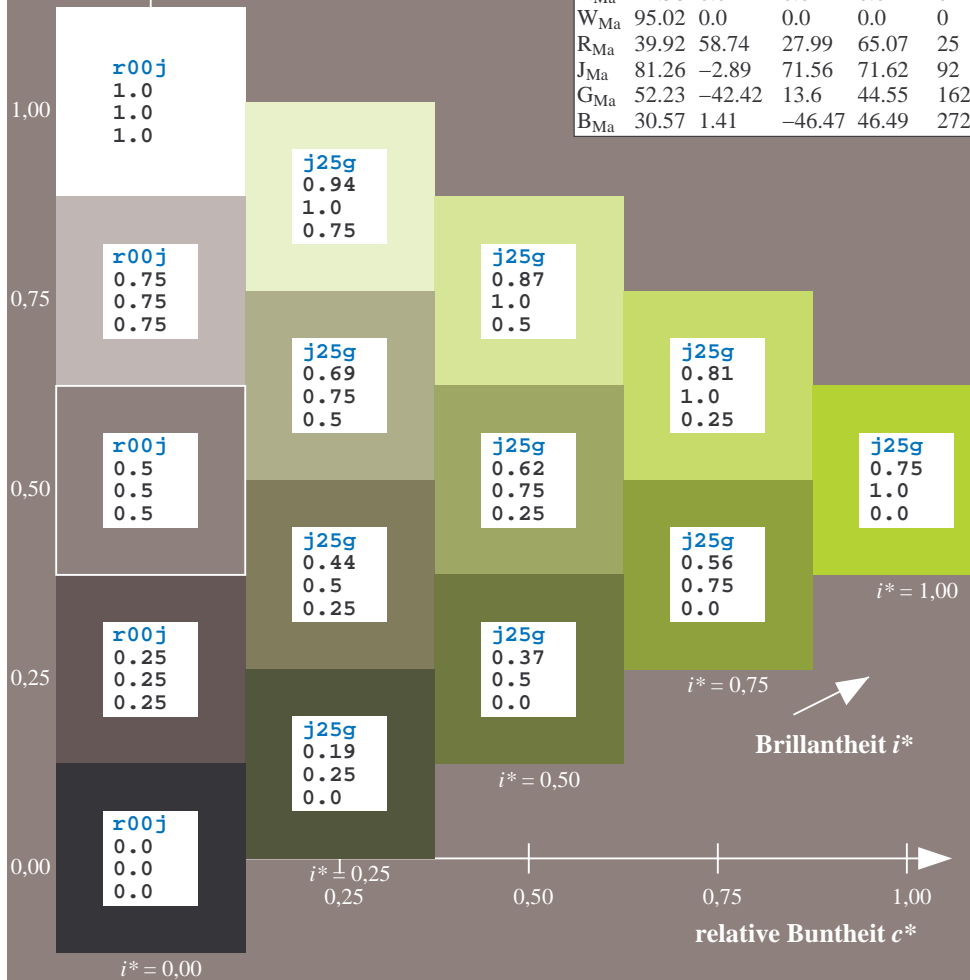 W_Ma 95.02 0.0 0.0 0.0 0
R_Ma 39.92 58.74 27.99 65.07 25
J_Ma 81.26 −2.89 71.56 71.62 92
G_Ma 52.23 −42.42 13.6 44.55 162
B_Ma 30.57 1.41 −46.47 46.49 272
1,00
0,75
0,50
0,25
0,00
r00j
1.0
1.0
1.0
r00j
0.75
0.75
0.75
r00j
0.5
0.5
0.5
r00j
0.25
0.25
0.25
r00j
0.0
0.0
0.0
i* = 0,00
j25g
0.94
1.0
0.75
j25g
0.69
0.75
0.5
j25g
0.44
0.5
0.25
j25g
0.19
0.25
0.0
i* = 0,25
j25g
0.87
1.0
0.5
j25g
0.62
0.75
0.25
j25g
0.37
0.5
0.0
i* = 0,50
j25g
0.81
1.0
0.25
j25g
0.56
0.75
0.0
i* = 0,75
j25g
0.75
1.0
0.0
i* = 1,00
Brillantheit i*
0,25 0,50 0,75 1,00
relative Buntheit c*